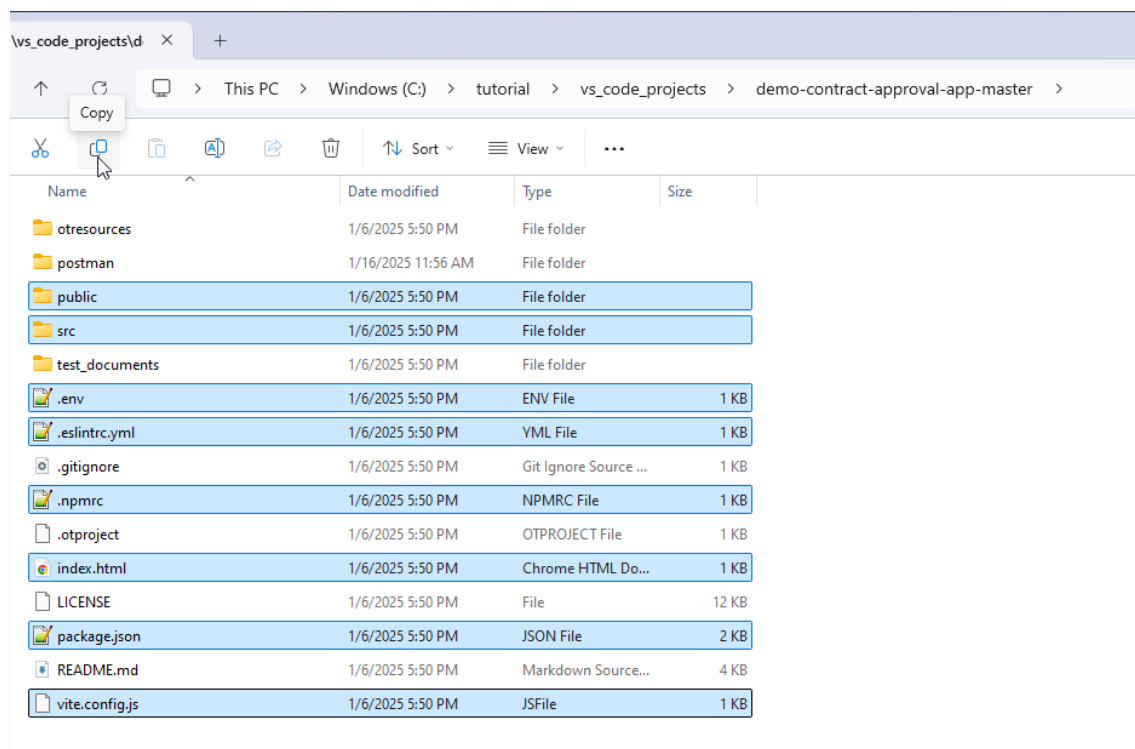 \vs_code_projects\d
This PC > Windows (C:) > tutorial > vs_code_projects > demo-contract-approval-app-master >
Copy
Sort View
Name Date modified Type Size
otresources 1/6/2025 5:50 PM File folder
postman 1/16/2025 11:56 AM File folder
public 1/6/2025 5:50 PM File folder
src 1/6/2025 5:50 PM File folder
test_documents 1/6/2025 5:50 PM File folder
.env 1/6/2025 5:50 PM ENV File 1 KB
.eslintrc.yml 1/6/2025 5:50 PM YML File 1 KB
.gitignore 1/6/2025 5:50 PM Git Ignore Source ... 1 KB
.npmrc 1/6/2025 5:50 PM NPMRC File 1 KB
.otproject 1/6/2025 5:50 PM OTPROJECT File 1 KB
index.html 1/6/2025 5:50 PM Chrome HTML Do... 1 KB
LICENSE 1/6/2025 5:50 PM File 12 KB
package.json 1/6/2025 5:50 PM JSON File 2 KB
README.md 1/6/2025 5:50 PM Markdown Source... 4 KB
vite.config.js 1/6/2025 5:50 PM JSFile 1 KB